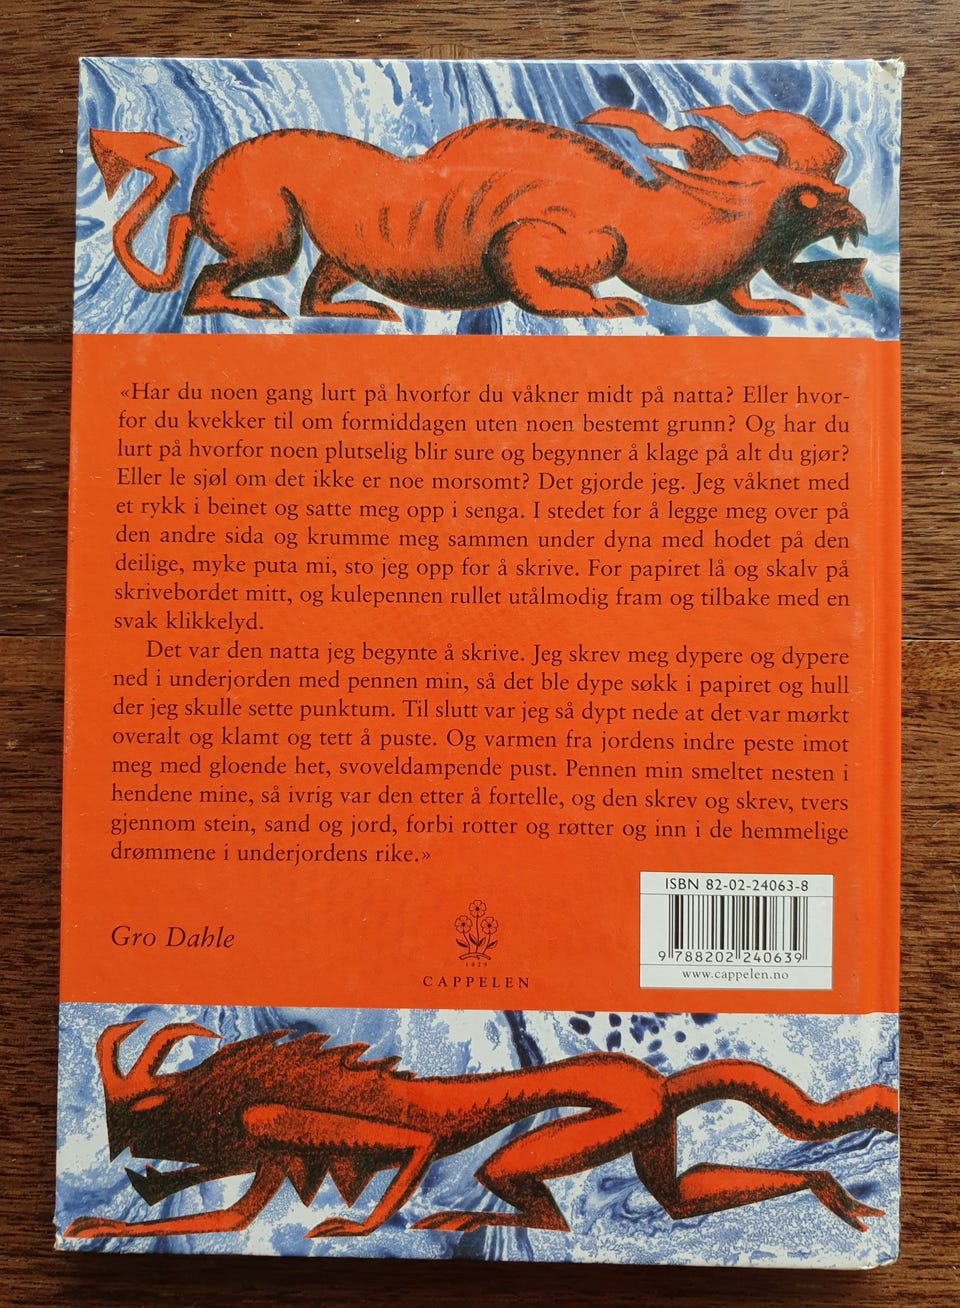 «Har du noen gang lurt på hvorfor du våkner midt på natta? Eller hvor-
for du kvekker til om formiddagen uten noen bestemt grunn? Og har du
lurt på hvorfor noen plutselig blir sure og begynner å klage på alt du gjør?
Eller le sjøl om det ikke er noe morsomt? Det gjorde jeg. Jeg våknet med
et rykk i beinet og satte meg opp i senga. I stedet for å legge meg over på
den andre sida og krumme meg sammen under dyna med hodet på den
deilige, myke puta mi, sto jeg opp for å skrive. For papiret lå og skalv på
skrivebordet mitt, og kulepennen rullet utålmodig fram og tilbake med en
svak klikkelyd.
Det var den natta jeg begynte å skrive. Jeg skrev meg dypere og dypere
ned i underjorden med pennen min, så det ble dype søkk i papiret og hull
der jeg skulle sette punktum. Til slutt var jeg så dypt nede at det var mørkt
overalt og klamt og tett å puste. Og varmen fra jordens indre peste imot
meg med gloende het, svoveldampende pust. Pennen min smeltet nesten i
hendene mine, så ivrig var den etter å fortelle, og den skrev og skrev, tvers
gjennom stein, sand og jord, forbi rotter og røtter og inn i de hemmelige
drømmene i underjordens rike.»
Gro Dahle
1829
CAPPELEN
ISBN 82-02-24063-8
9 788202 240639
www.cappelen.no